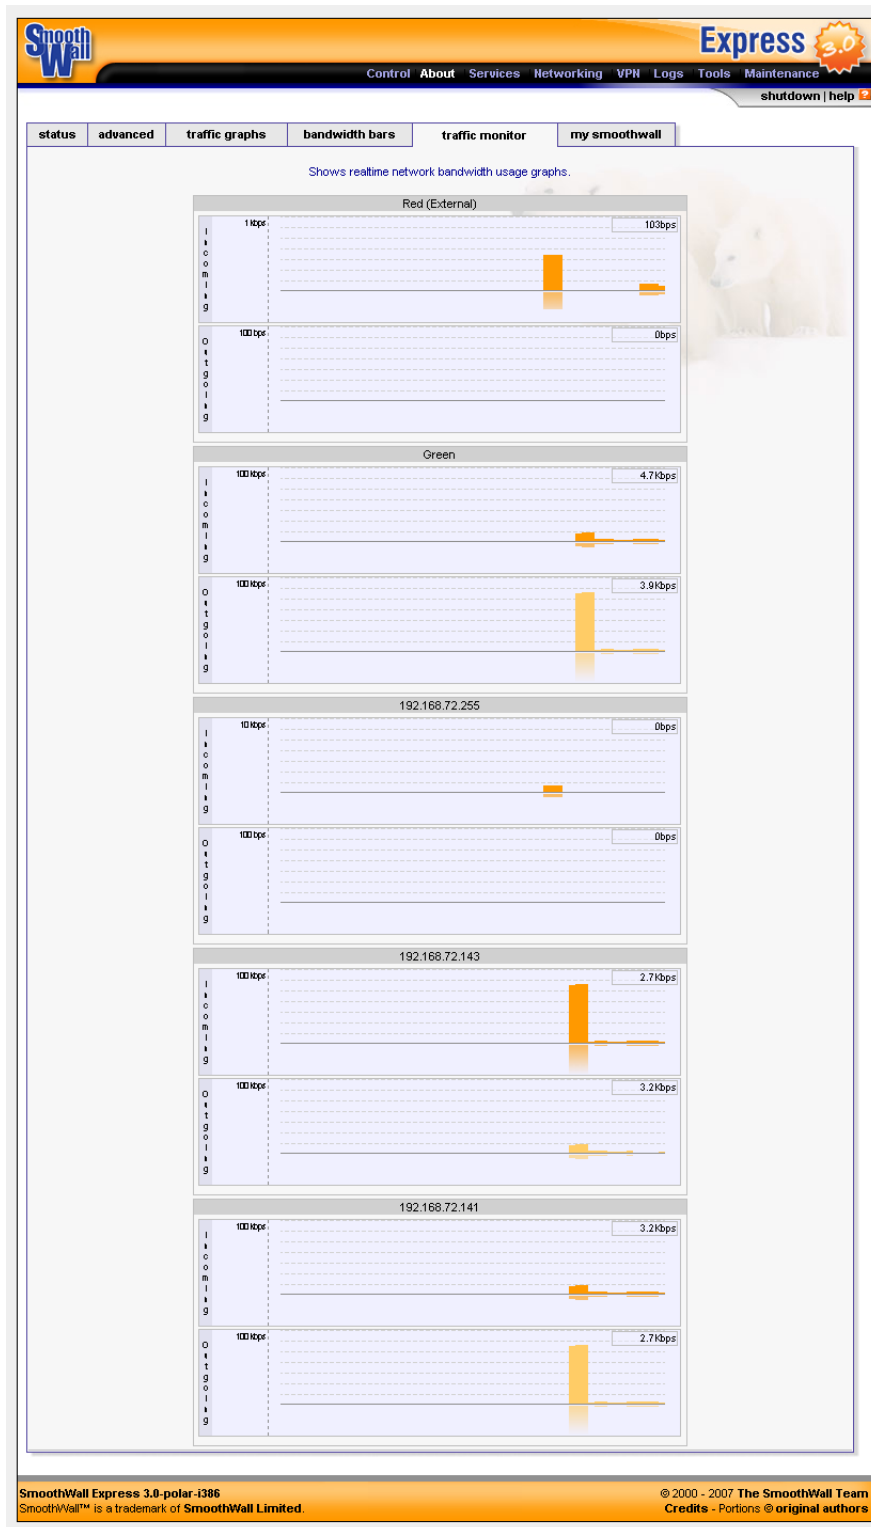 Smooth
Wall
Express 3.0
Control About Services Networking VPN Logs Tools Maintenance
shutdown | help ?
status advanced traffic graphs bandwidth bars traffic monitor my smoothwall
Shows realtime network bandwidth usage graphs.
Red (External)
Incoming 1 kbps 103bps
Outgoing 100 bps 0bps
Green
Incoming 100 kbps 4.7Kbps
Outgoing 100 kbps 3.9Kbps
192.168.72.255
Incoming 10 kbps 0bps
Outgoing 100 bps 0bps
192.168.72.143
Incoming 100 kbps 2.7Kbps
Outgoing 100 kbps 3.2Kbps
192.168.72.141
Incoming 100 kbps 3.2Kbps
Outgoing 100 kbps 2.7Kbps
SmoothWall Express 3.0-polar-i386 © 2000 - 2007 The SmoothWall Team
SmoothWall™ is a trademark of SmoothWall Limited. Credits - Portions © original authors